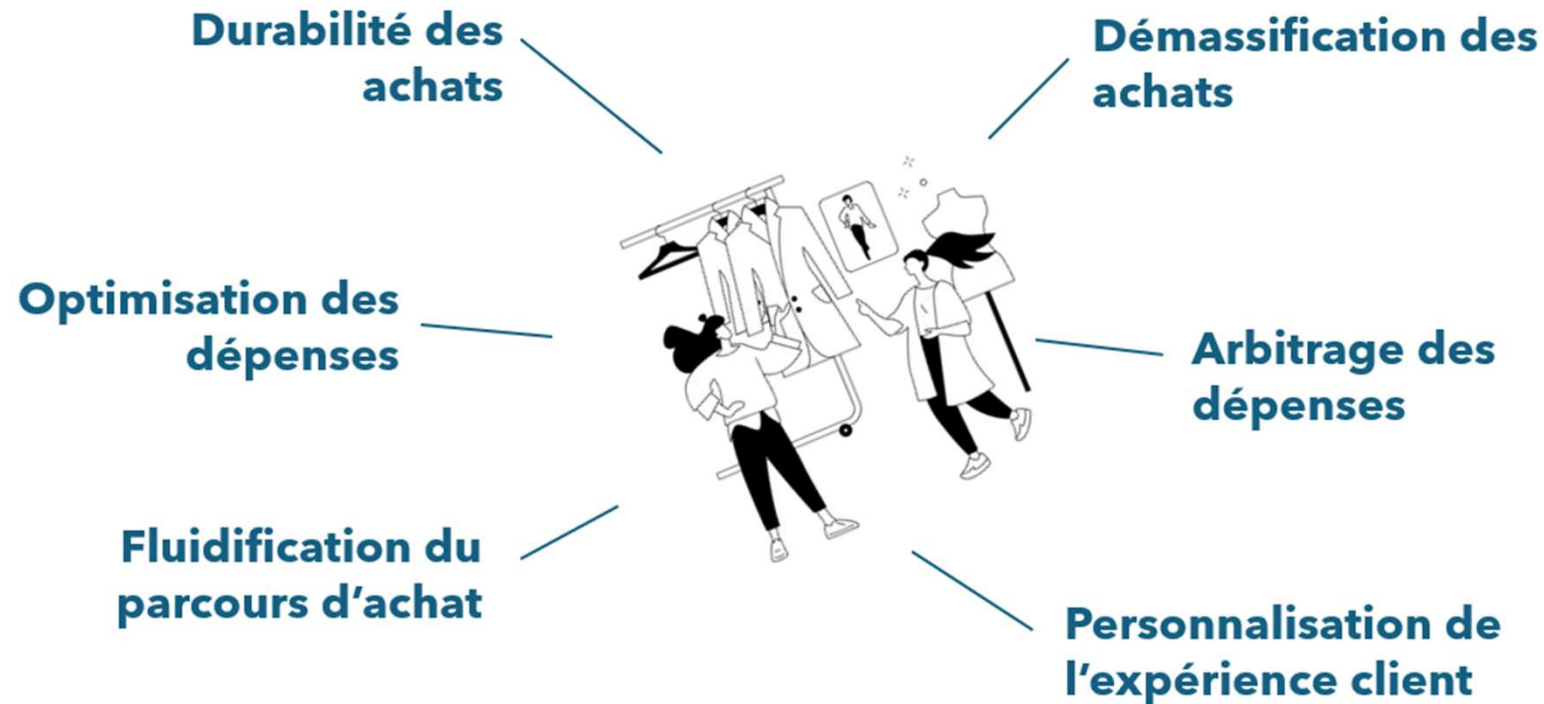 Durabilité des
achats
Démassification des
achats
Optimisation des
dépenses
Arbitrage des
dépenses
Fluidification du
parcours d’achat
Personnalisation de
l’expérience client